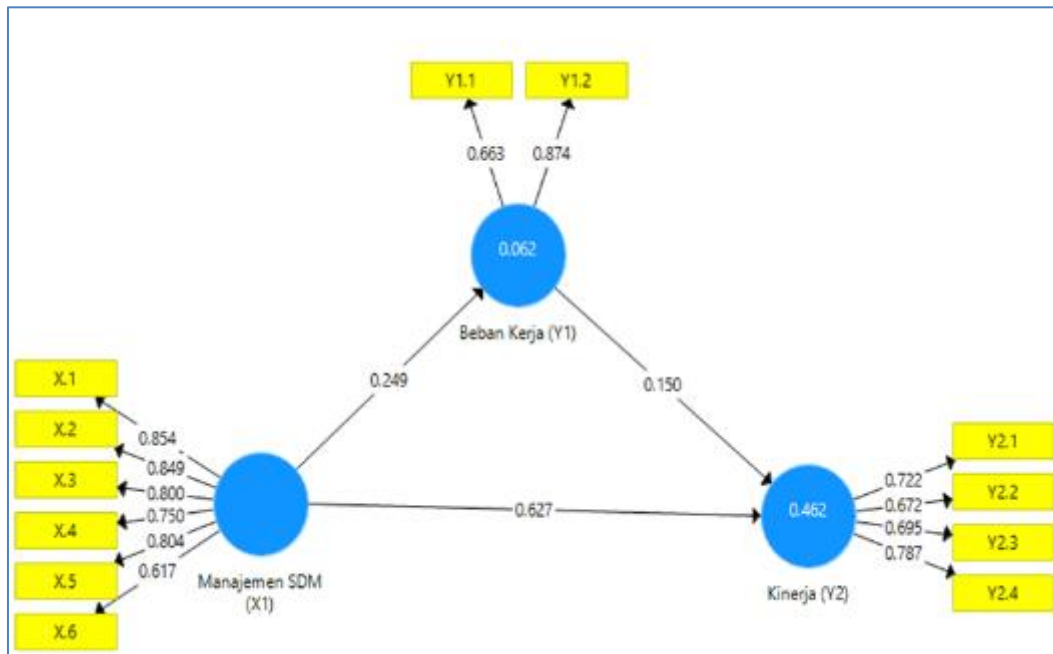 Y1.1
Y1.2
0.663
0.874
0.062
Beban Kerja (Y1)
0.249
0.150
X.1
X.2
X.3
X.4
X.5
X.6
0.854
0.849
0.800
0.750
0.804
0.617
Manajemen SDM
(X1)
0.627
0.462
Kinerja (Y2)
0.722
0.672
0.695
0.787
Y2.1
Y2.2
Y2.3
Y2.4